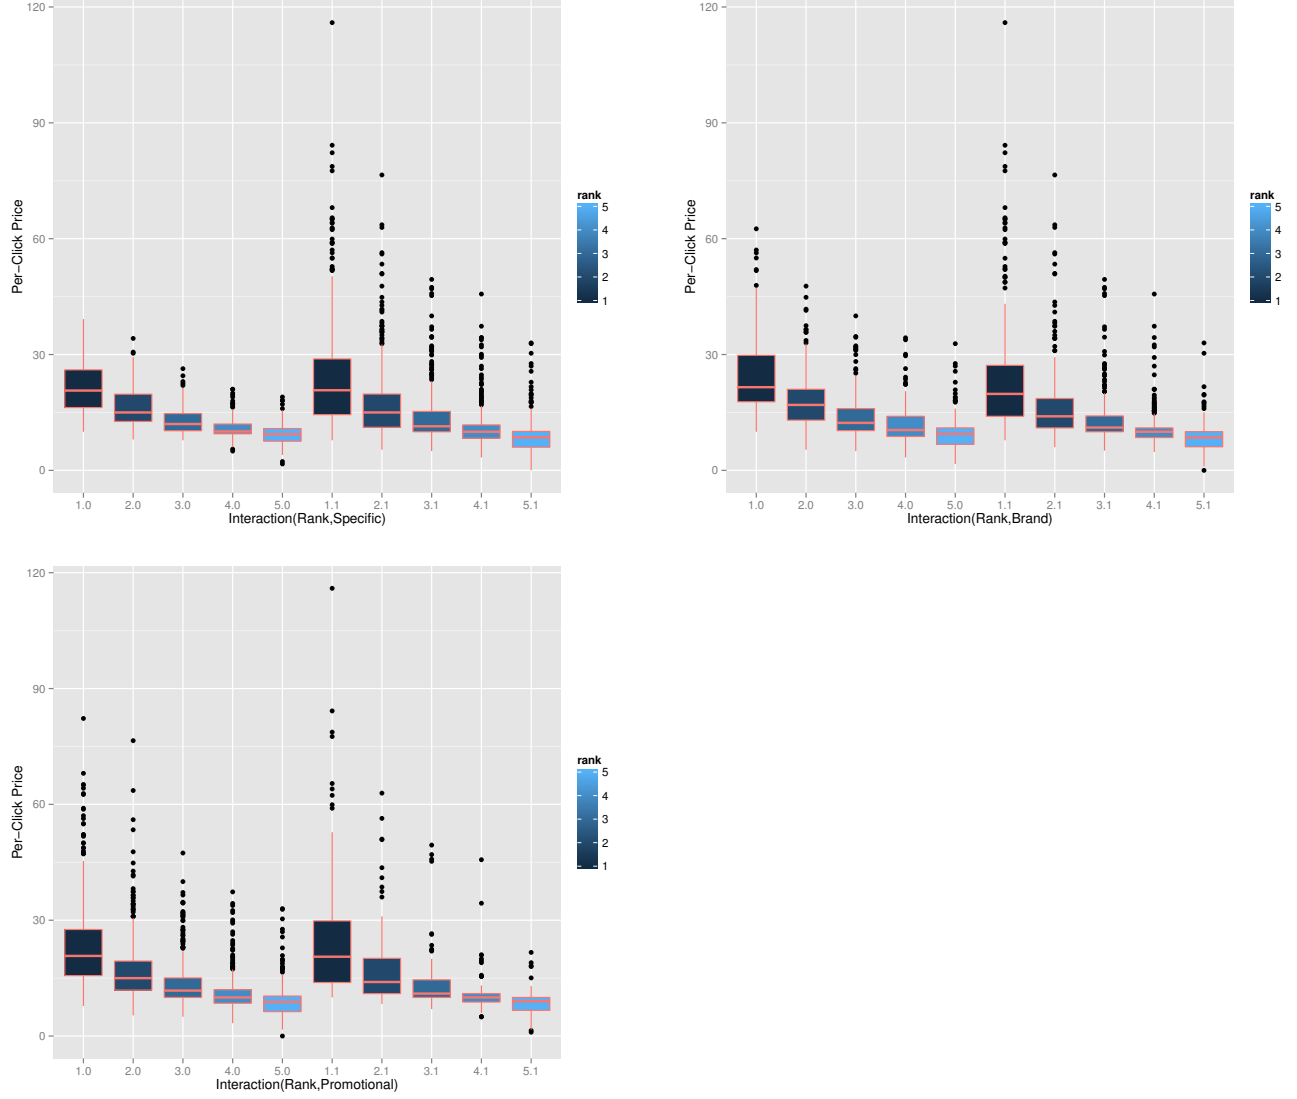 120
90
60
30
0
Per−Click Price
1.0 2.0 3.0 4.0 5.0 1.1 2.1 3.1 4.1 5.1
Interaction(Rank,Specific)
rank
5
4
3
2
1
120
90
60
30
0
Per−Click Price
1.0 2.0 3.0 4.0 5.0 1.1 2.1 3.1 4.1 5.1
Interaction(Rank,Brand)
rank
5
4
3
2
1
120
90
60
30
0
Per−Click Price
1.0 2.0 3.0 4.0 5.0 1.1 2.1 3.1 4.1 5.1
Interaction(Rank,Promotional)
rank
5
4
3
2
1